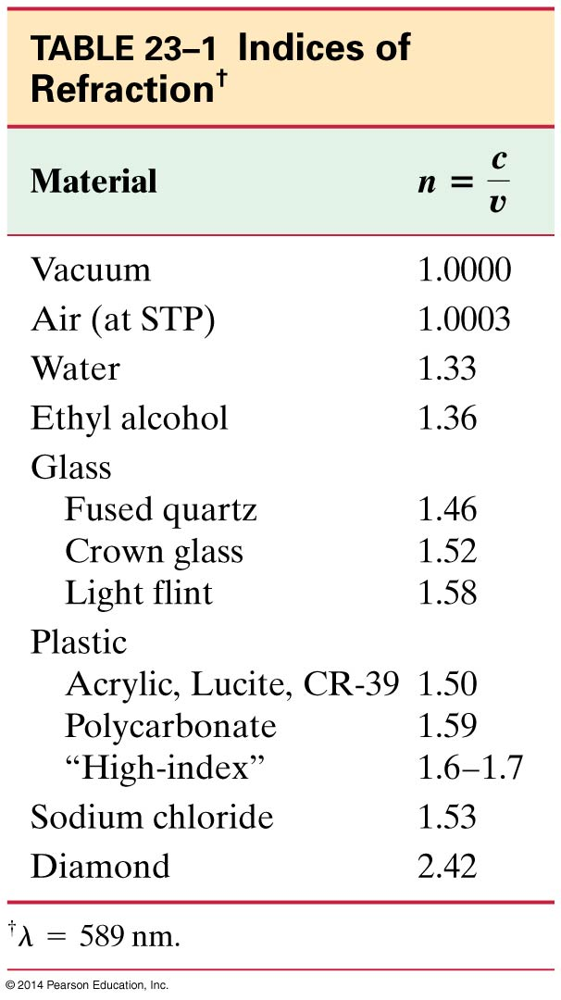 TABLE 23–1 Indices of
Refraction†
Material n = c/v
Vacuum 1.0000
Air (at STP) 1.0003
Water 1.33
Ethyl alcohol 1.36
Glass
Fused quartz 1.46
Crown glass 1.52
Light flint 1.58
Plastic
Acrylic, Lucite, CR-39 1.50
Polycarbonate 1.59
“High-index” 1.6–1.7
Sodium chloride 1.53
Diamond 2.42
†λ = 589 nm.
© 2014 Pearson Education, Inc.